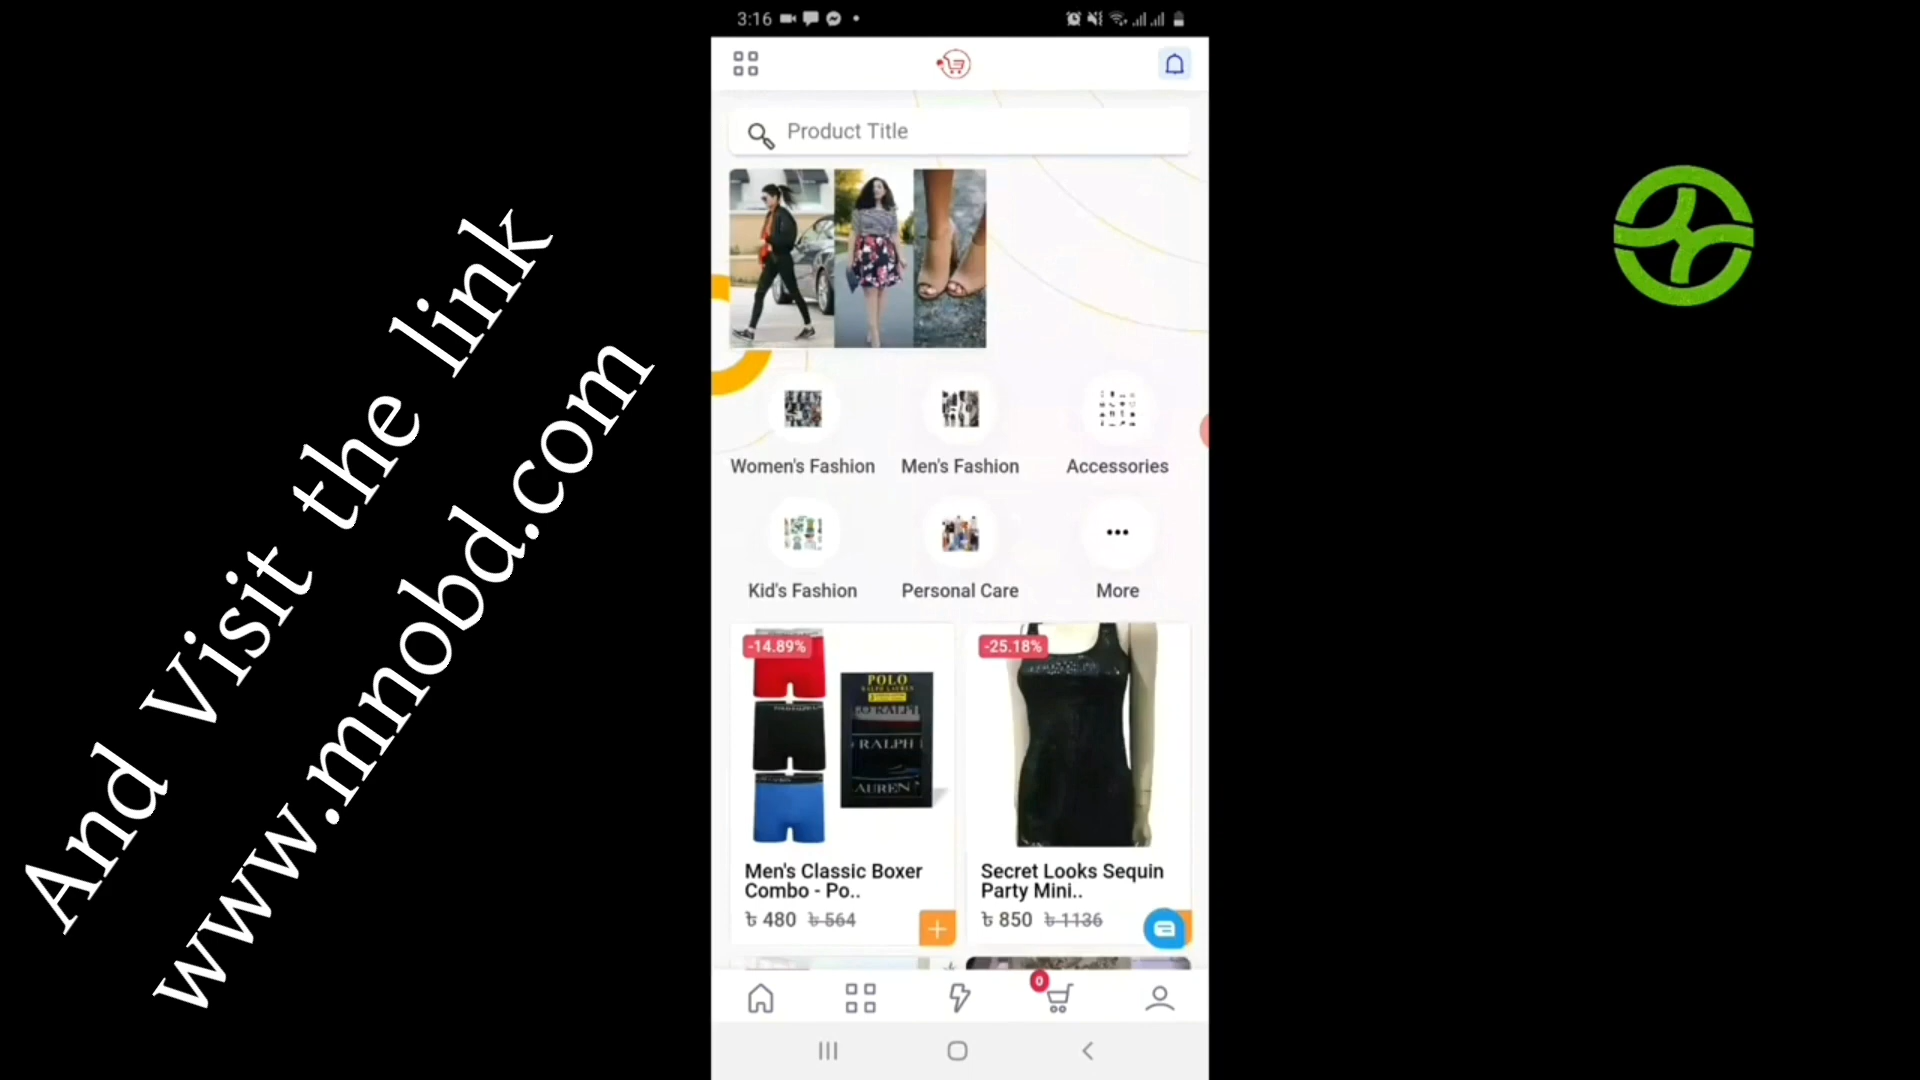 3:16
Product Title
And Visit the link
www.mnobd.com
Women's Fashion
Men's Fashion
Accessories
Kid's Fashion
Personal Care
More
-14.89%
-25.18%
POLO
RALPH LAUREN
RALPH
AUREN
Men's Classic Boxer
Combo - Po..
৳ 480 ৳ 564
Secret Looks Sequin
Party Mini..
৳ 850 ৳ 1136
0